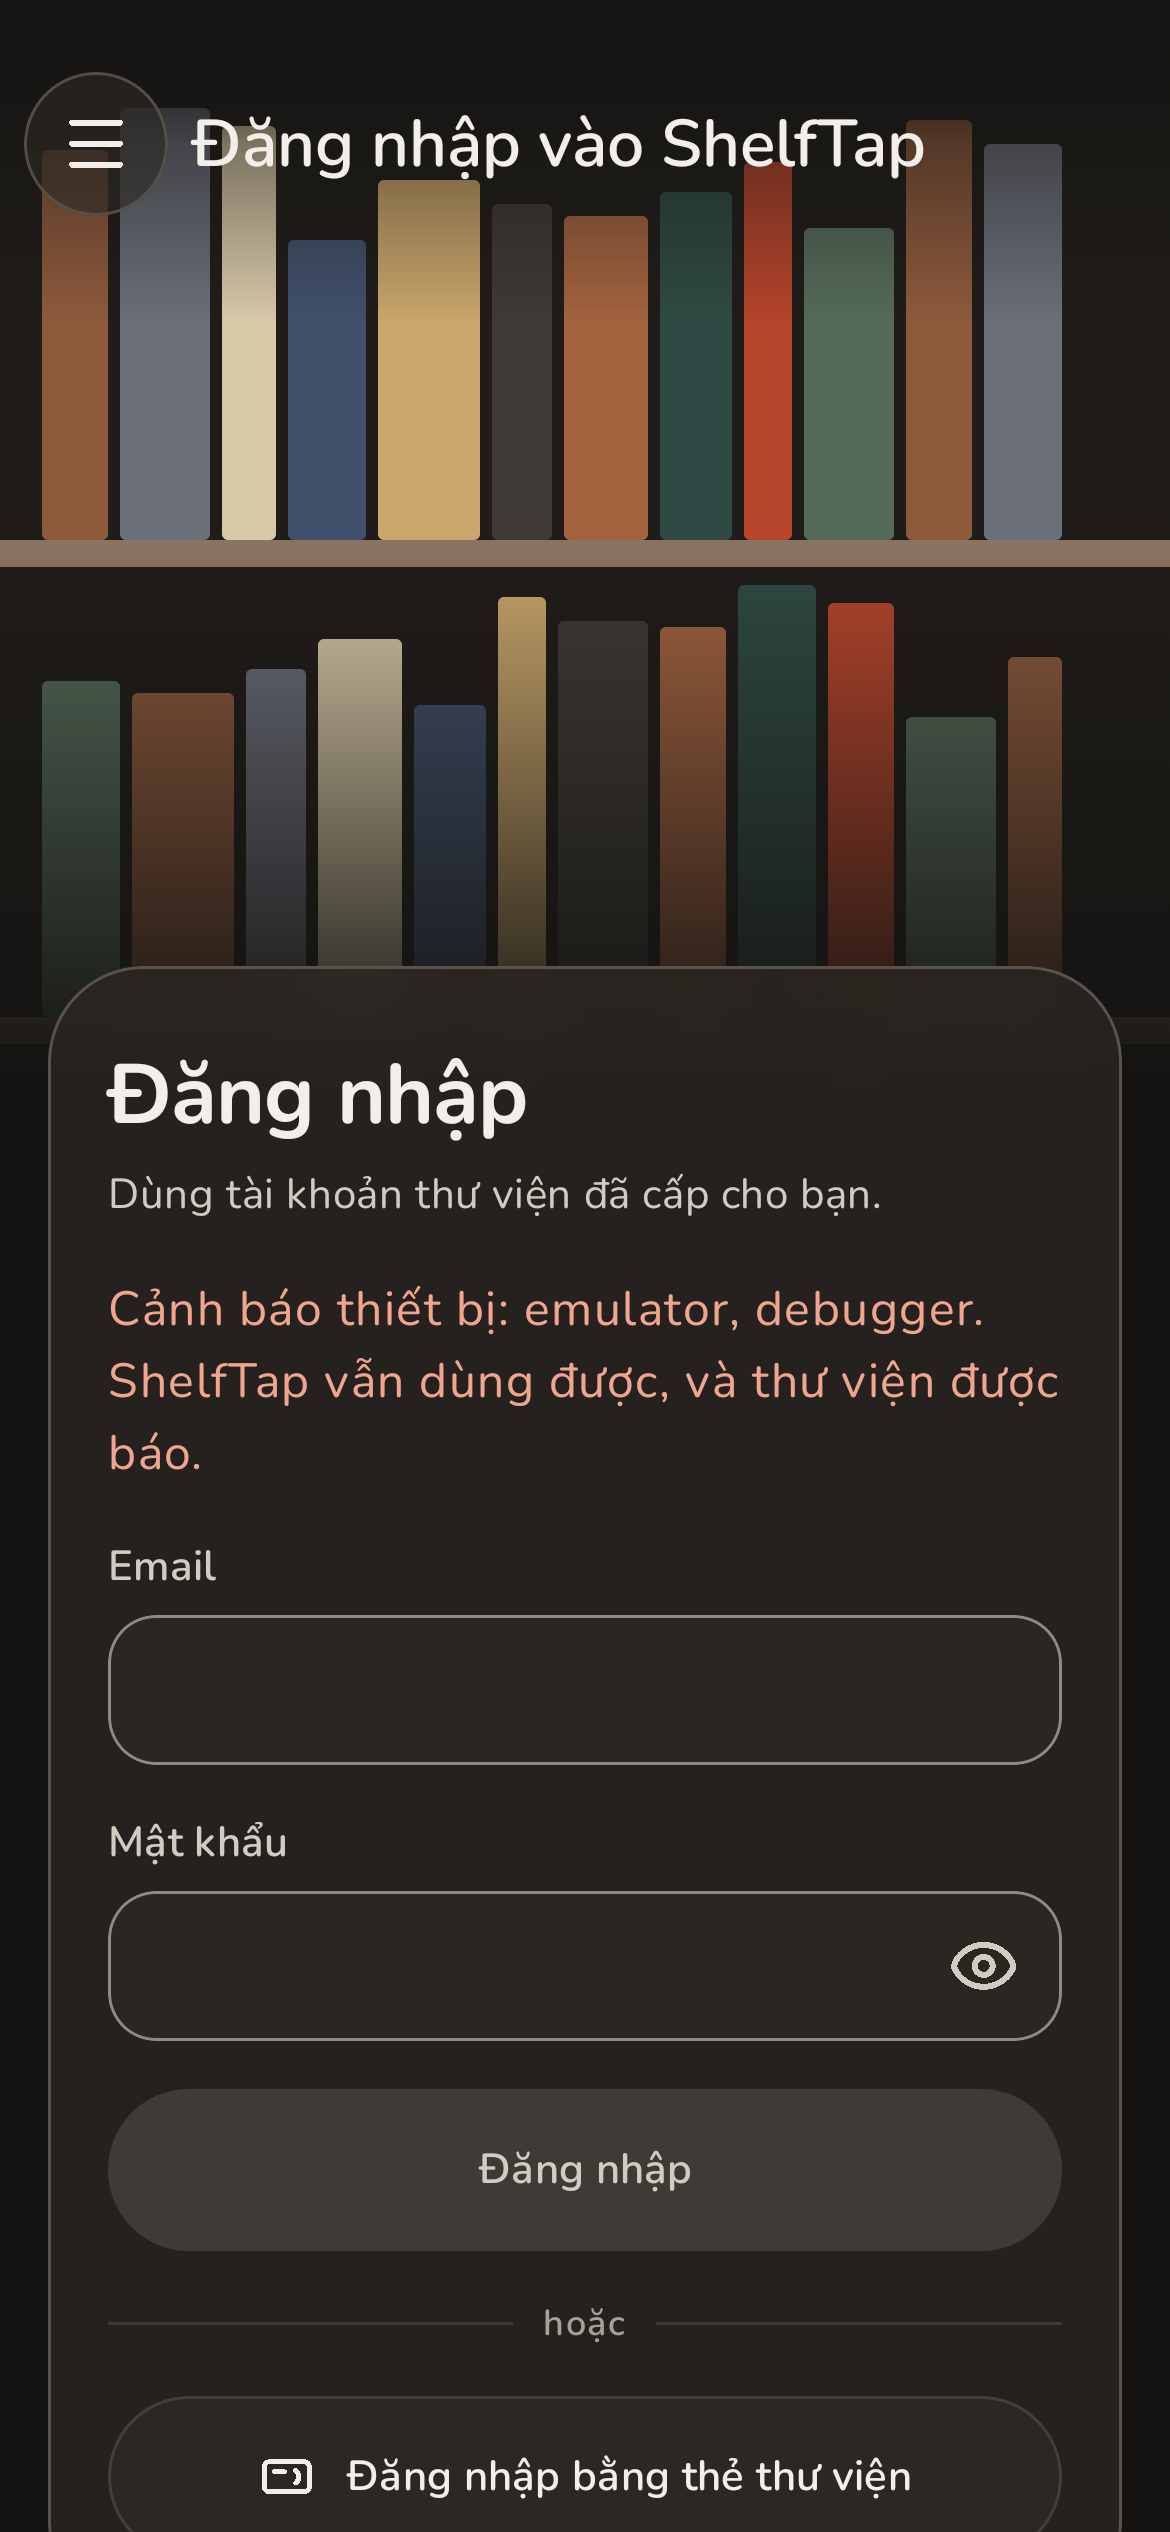 Đăng nhập vào ShelfTap
Đăng nhập
Dùng tài khoản thư viện đã cấp cho bạn.
Cảnh báo thiết bị: emulator, debugger.
ShelfTap vẫn dùng được, và thư viện được
báo.
Email
Mật khẩu
Đăng nhập
hoặc
Đăng nhập bằng thẻ thư viện